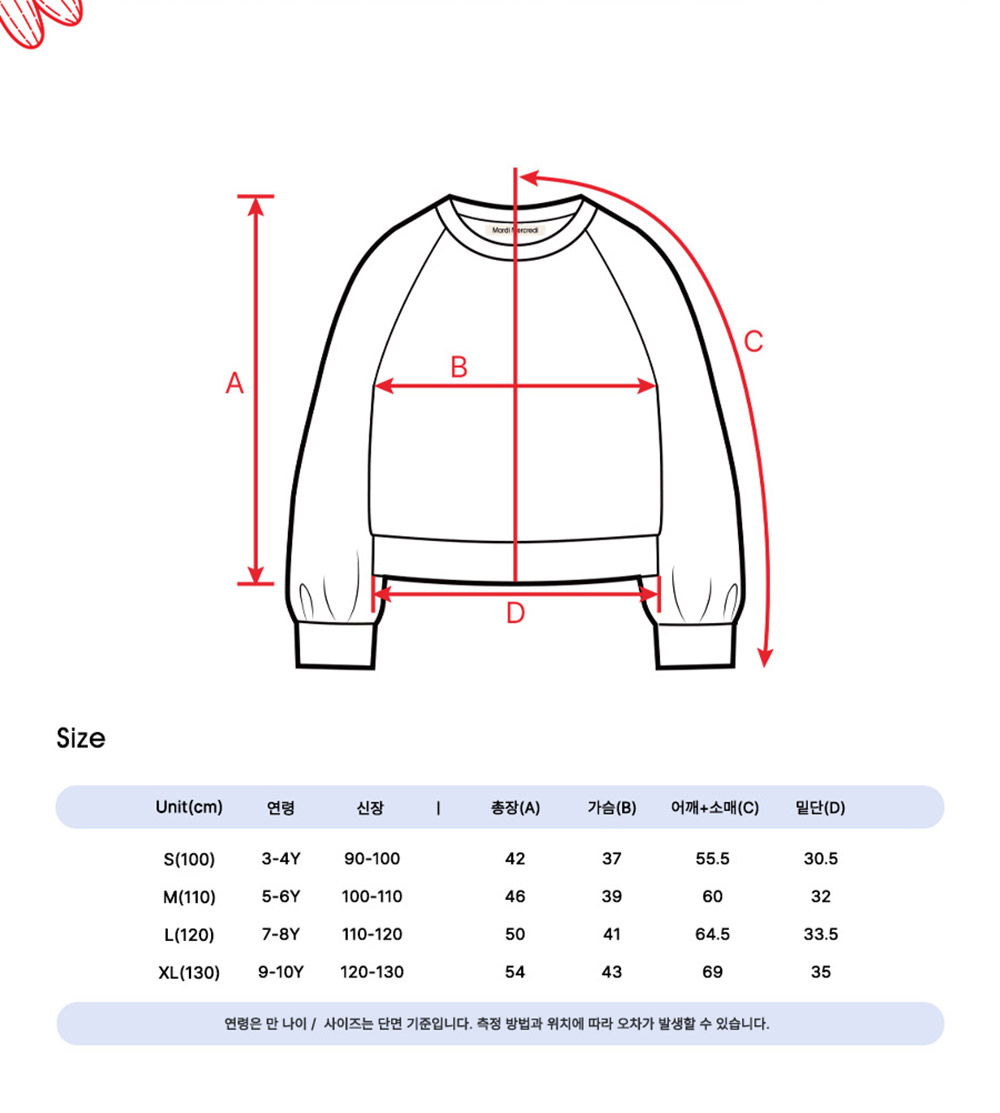 Mardi Mercredi
C
B
A
D
Size
Unit(cm) 연령 신장 | 총장(A) 가슴(B) 어깨+소매(C) 밑단(D)
S(100) 3-4Y 90-100 42 37 55.5 30.5
M(110) 5-6Y 100-110 46 39 60 32
L(120) 7-8Y 110-120 50 41 64.5 33.5
XL(130) 9-10Y 120-130 54 43 69 35
연령은 만 나이 / 사이즈는 단면 기준입니다. 측정 방법과 위치에 따라 오차가 발생할 수 있습니다.